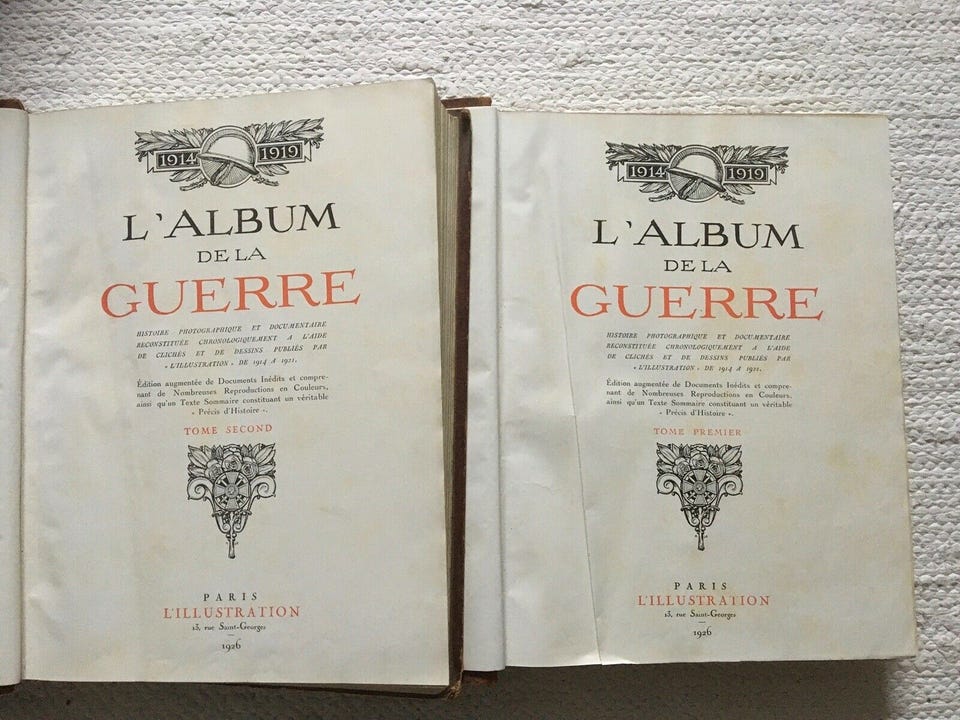 1914 1919
L'ALBUM
DE LA
GUERRE
HISTOIRE PHOTOGRAPHIQUE ET DOCUMENTAIRE
RECONSTITUÉE CHRONOLOGIQUEMENT A L'AIDE
DE CLICHÉS ET DE DESSINS PUBLIÉS PAR
« L'ILLUSTRATION » DE 1914 A 1921.
Édition augmentée de Documents Inédits et compre-
nant de Nombreuses Reproductions en Couleurs,
ainsi qu'un Texte Sommaire constituant un véritable
« Précis d'Histoire ».
TOME SECOND
PARIS
L'ILLUSTRATION
13, rue Saint-Georges
1926
1914 1919
L'ALBUM
DE LA
GUERRE
HISTOIRE PHOTOGRAPHIQUE ET DOCUMENTAIRE
RECONSTITUÉE CHRONOLOGIQUEMENT A L'AIDE
DE CLICHÉS ET DE DESSINS PUBLIÉS PAR
« L'ILLUSTRATION » DE 1914 A 1921.
Édition augmentée de Documents Inédits et compre-
nant de Nombreuses Reproductions en Couleurs,
ainsi qu'un Texte Sommaire constituant un véritable
« Précis d'Histoire ».
TOME PREMIER
PARIS
L'ILLUSTRATION
13, rue Saint-Georges
1926